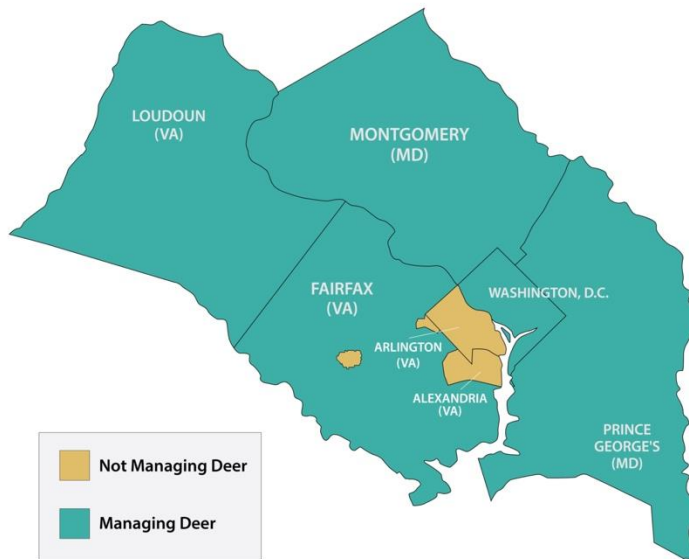 LOUDOUN
(VA)
MONTGOMERY
(MD)
FAIRFAX
(VA)
WASHINGTON, D.C.
ARLINGTON
(VA)
ALEXANDRIA
(VA)
PRINCE
GEORGE'S
(MD)
Not Managing Deer
Managing Deer